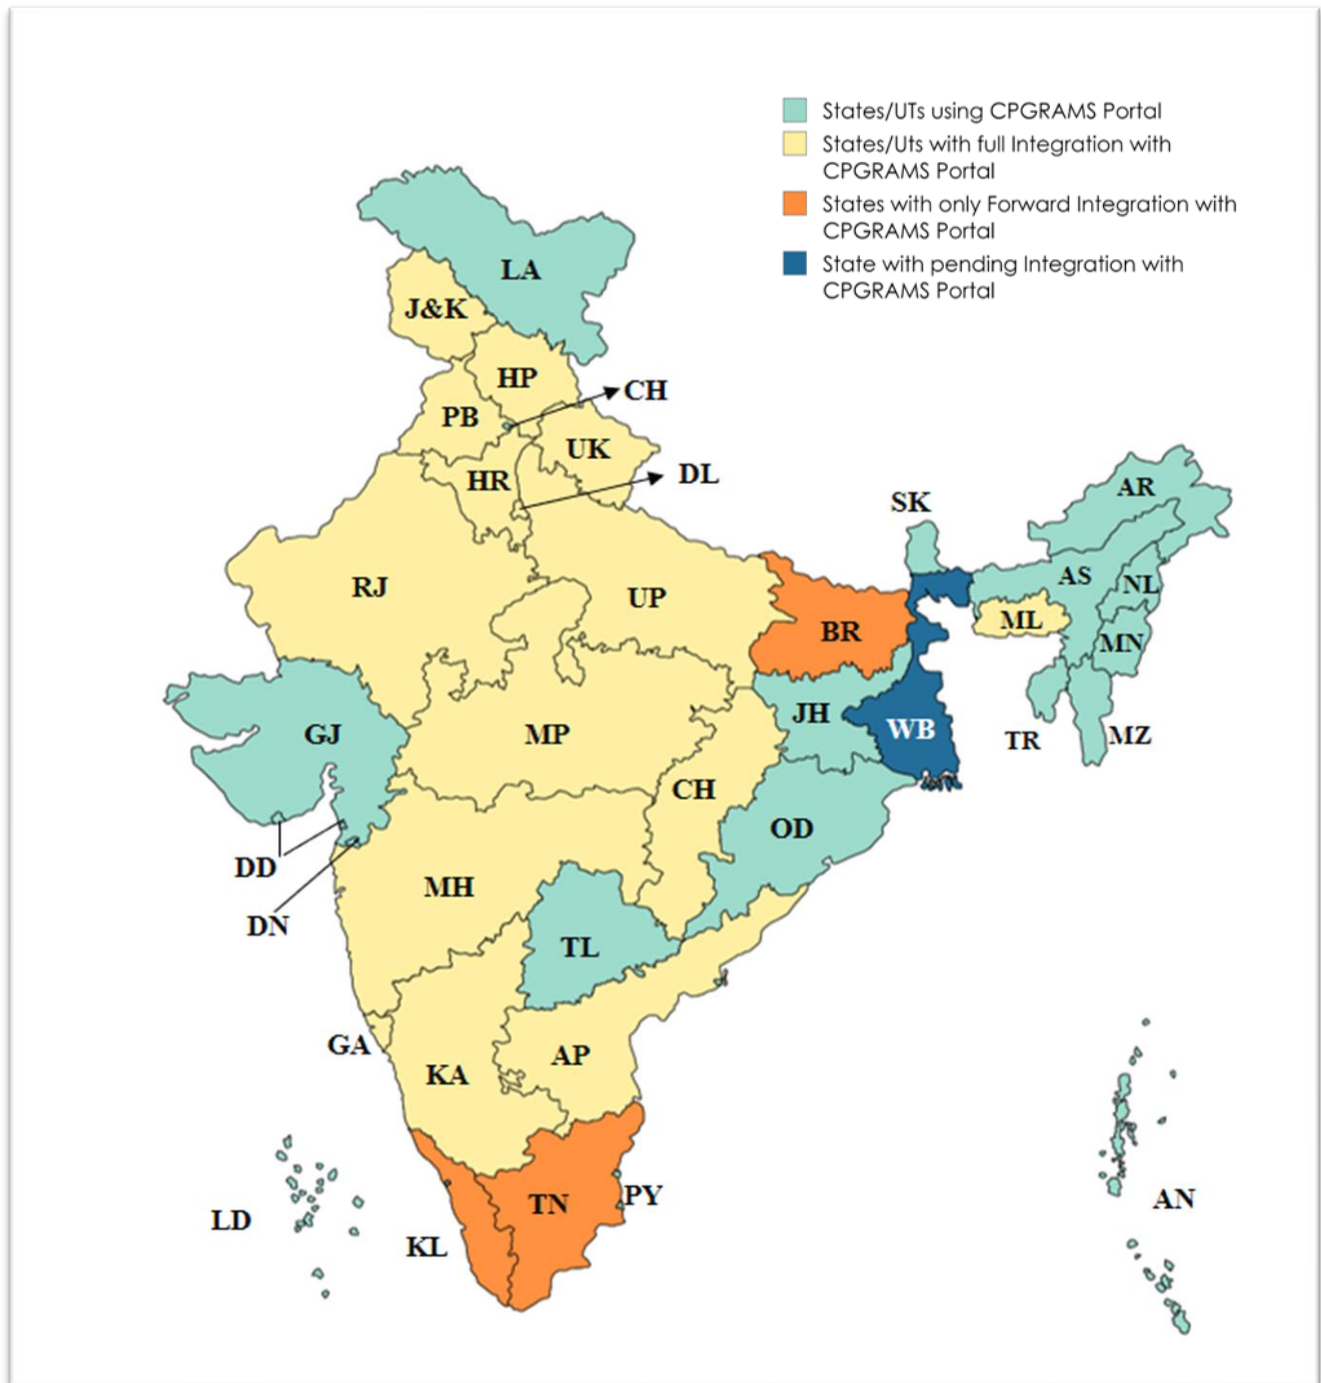 States/UTs using CPGRAMS Portal
States/Uts with full Integration with
CPGRAMS Portal
States with only Forward Integration with
CPGRAMS Portal
State with pending Integration with
CPGRAMS Portal
LA
J&K
HP
CH
PB
UK
DL
HR
AR
SK
AS
NL
RJ
UP
ML
BR
MN
JH
WB
GJ
MP
TR
MZ
CH
OD
DD
MH
DN
TL
GA
AP
KA
PY
TN
AN
LD
KL